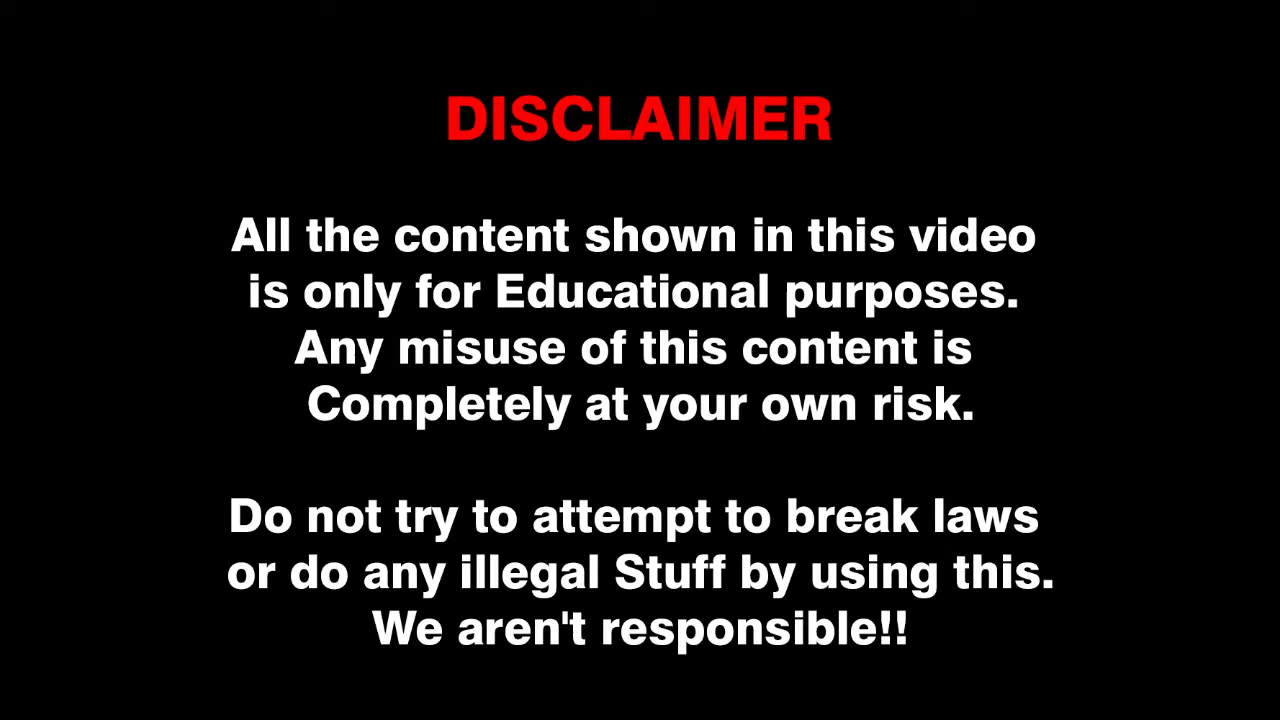 DISCLAIMER
All the content shown in this video
is only for Educational purposes.
Any misuse of this content is
Completely at your own risk.
Do not try to attempt to break laws
or do any illegal Stuff by using this.
We aren't responsible!!